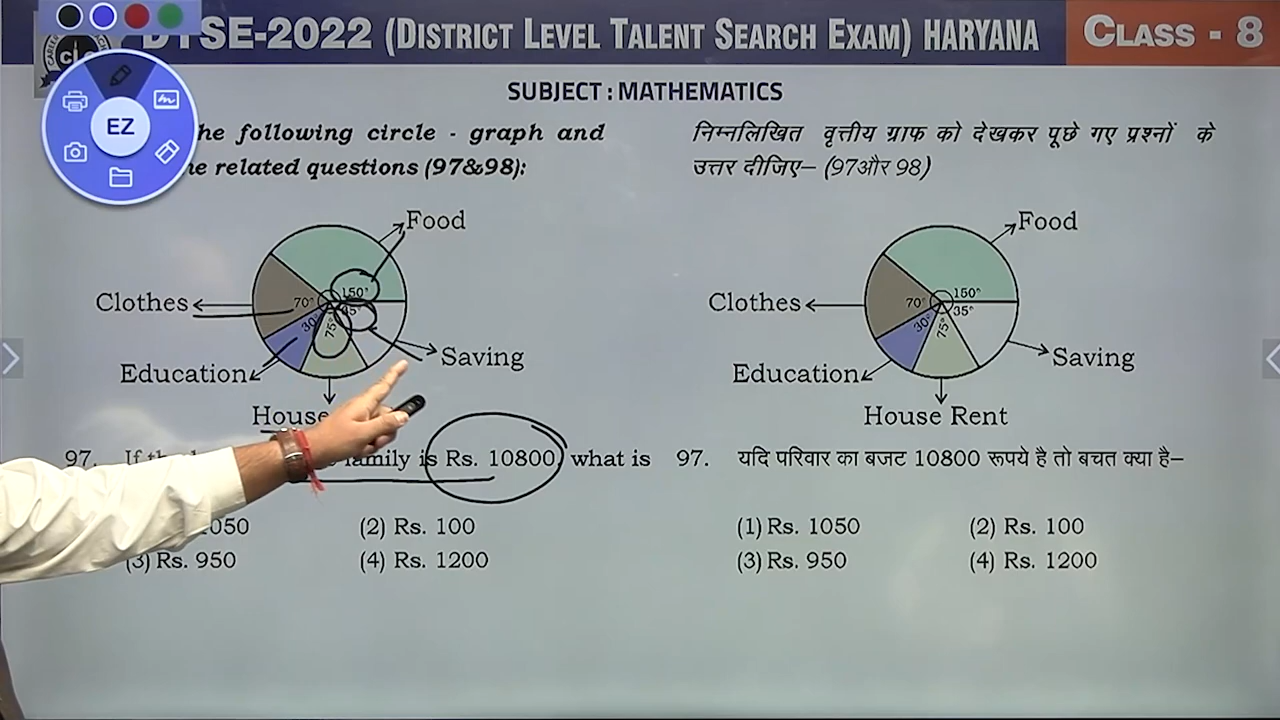 DTSE-2022 (DISTRICT LEVEL TALENT SEARCH EXAM) HARYANA
CLASS - 8
SUBJECT : MATHEMATICS
EZ
he following circle - graph and
e related questions (97&98):
Food
Clothes
70°
150°
35°
30°
75°
Education
Saving
House
97. If the family is Rs. 10800, what is
1050
(2) Rs. 100
(3) Rs. 950
(4) Rs. 1200
निम्नलिखित वृत्तीय ग्राफ को देखकर पूछे गए प्रश्नों के
उत्तर दीजिए– (97और 98)
Food
Clothes
70°
150°
35°
30°
75°
Education
Saving
House Rent
97. यदि परिवार का बजट 10800 रूपये है तो बचत क्या है–
(1) Rs. 1050
(2) Rs. 100
(3) Rs. 950
(4) Rs. 1200